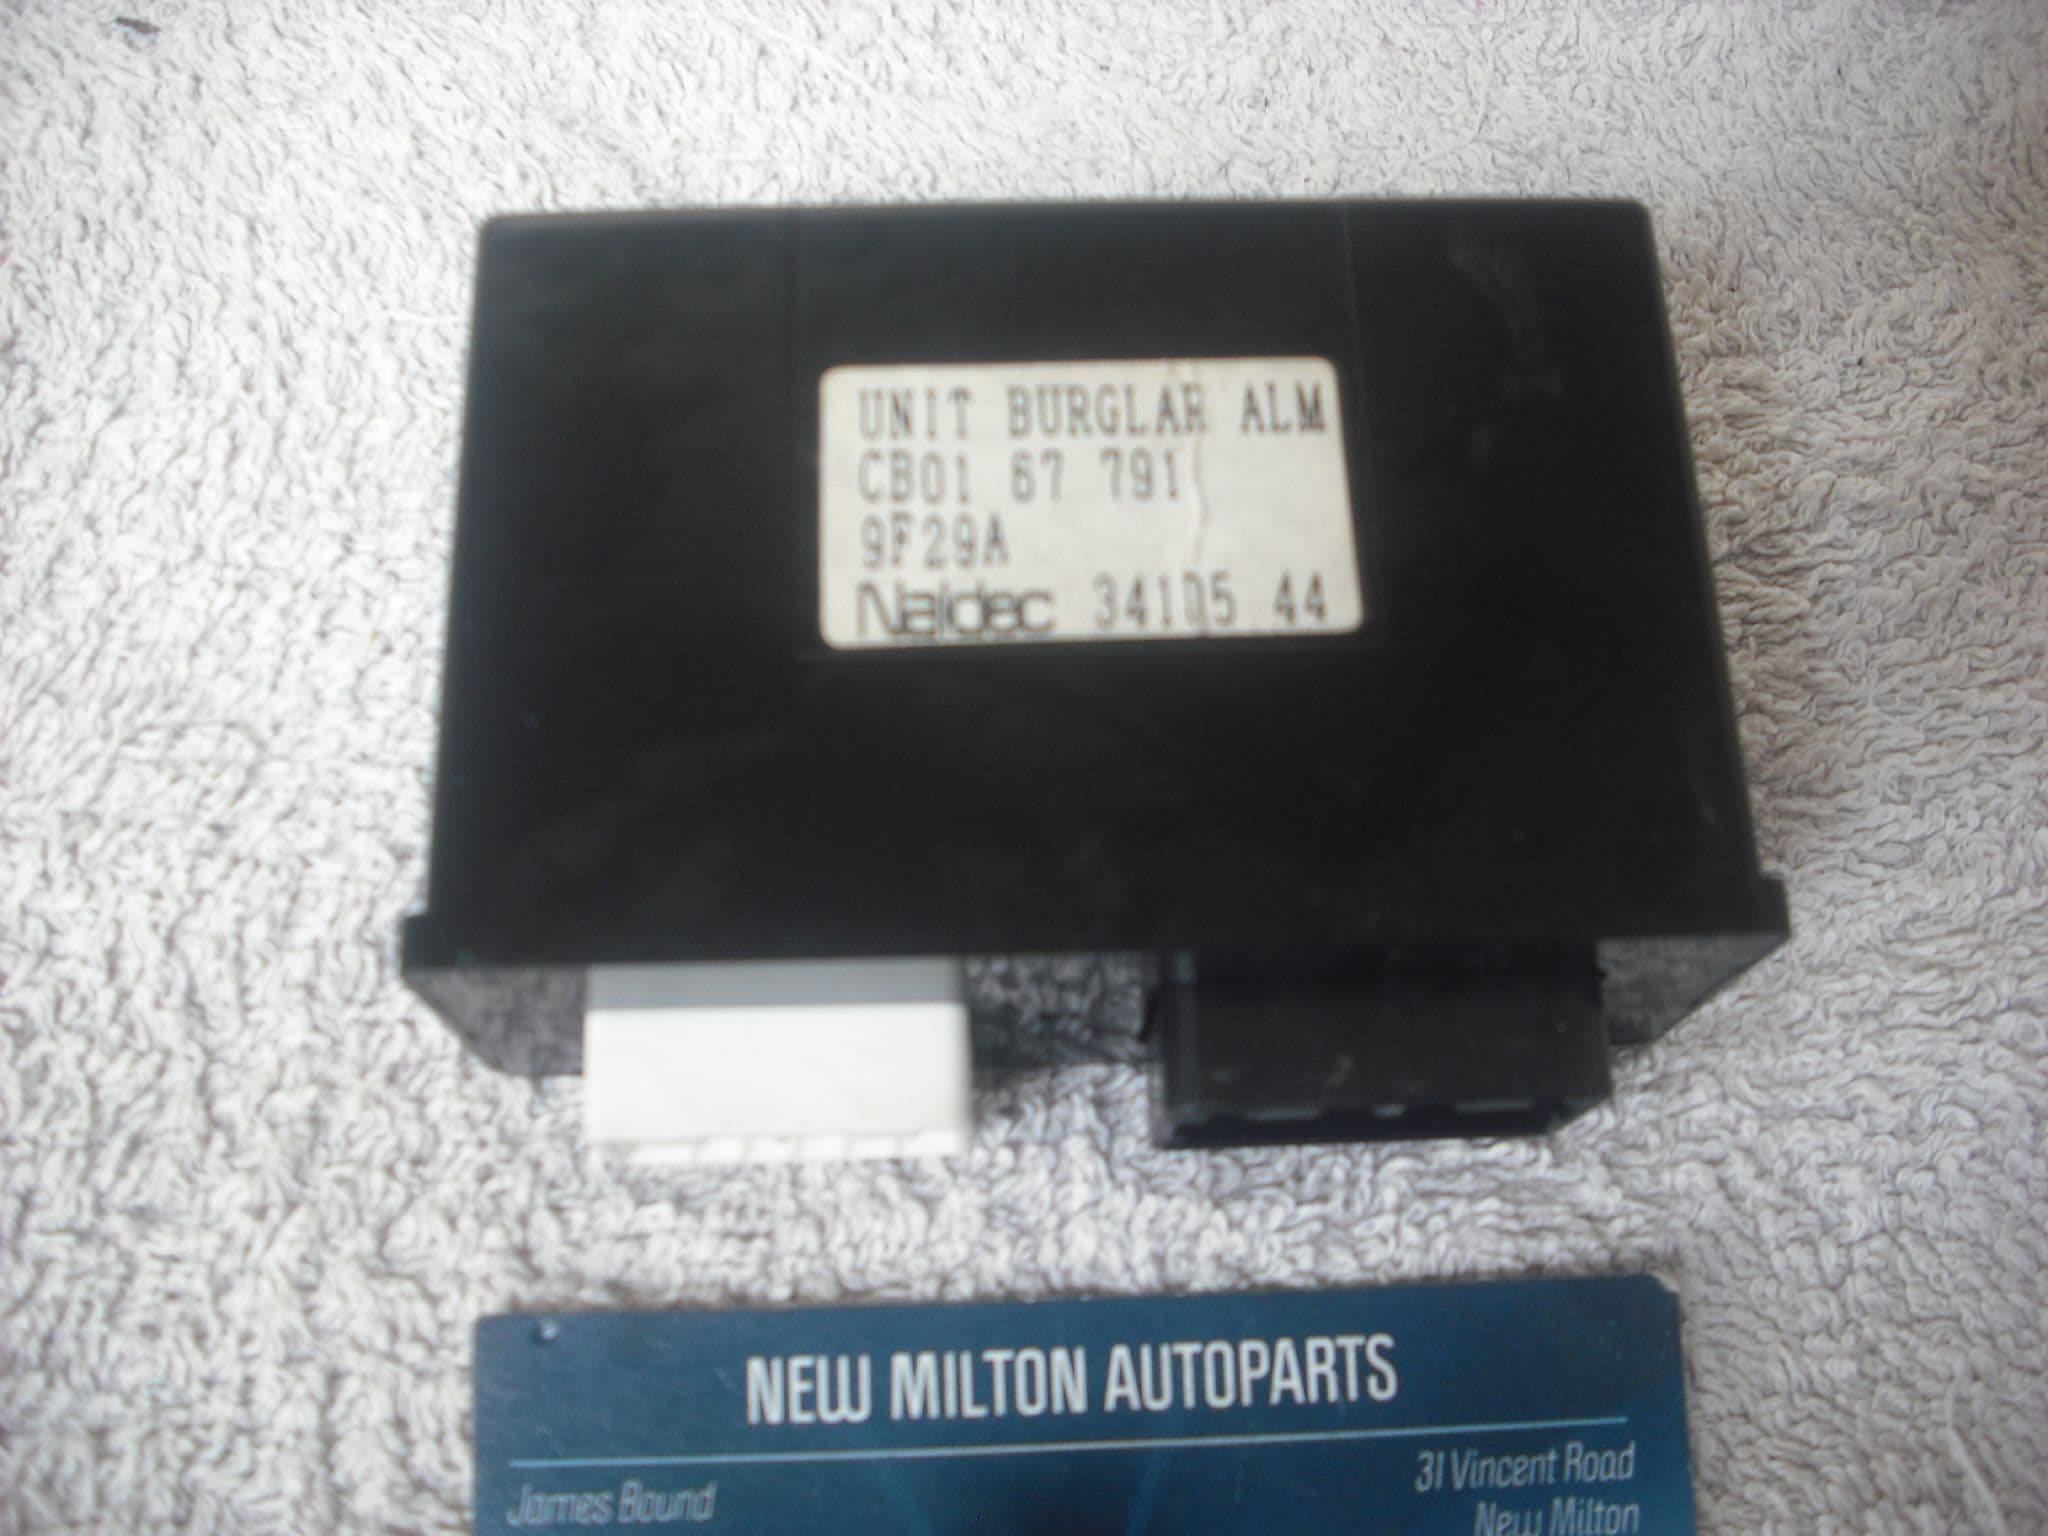 UNIT BURGLAR ALM
CB01 67 791
9F29A
Naldec 34105 44
NEW MILTON AUTOPARTS
James Bound
31 Vincent Road
New Milton